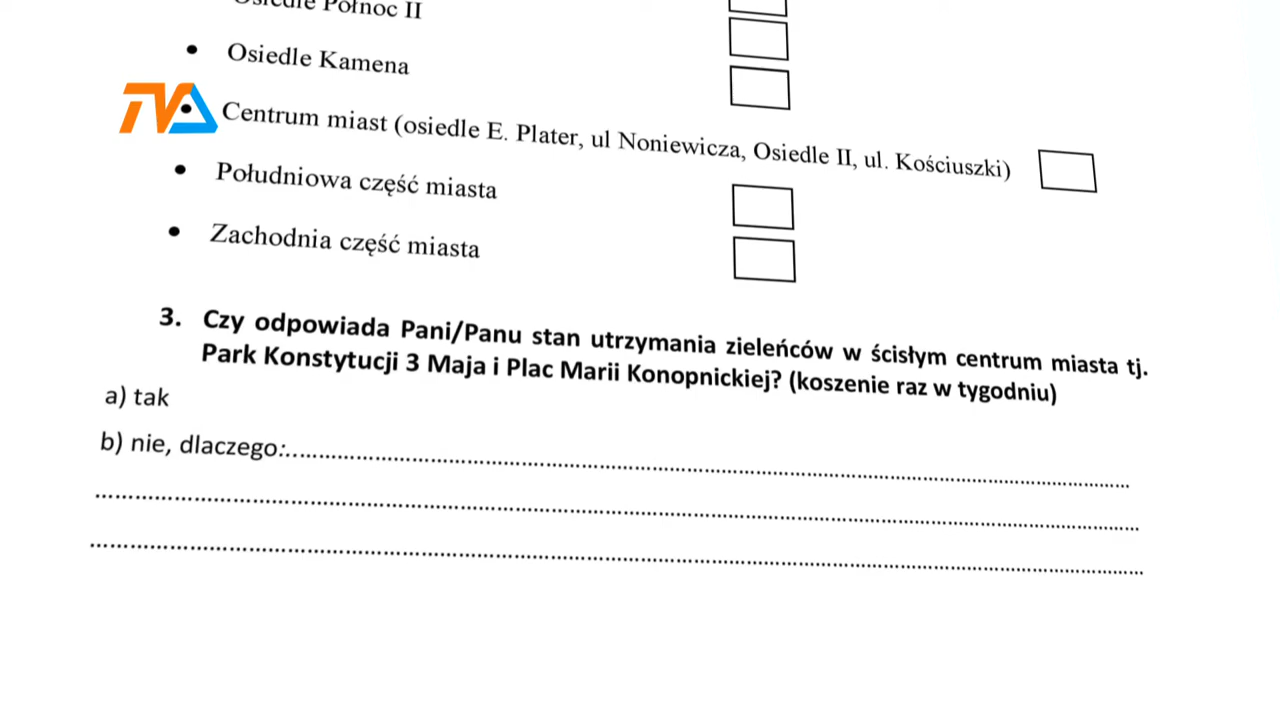 Osiedle Północ II
• Osiedle Kamena
TVA
Centrum miast (osiedle E. Plater, ul Noniewicza, Osiedle II, ul. Kościuszki)
• Południowa część miasta
• Zachodnia część miasta
3. Czy odpowiada Pani/Panu stan utrzymania zieleńców w ścisłym centrum miasta tj.
Park Konstytucji 3 Maja i Plac Marii Konopnickiej? (koszenie raz w tygodniu)
a) tak
b) nie, dlaczego:..............................................................................
..............................................................................
..............................................................................